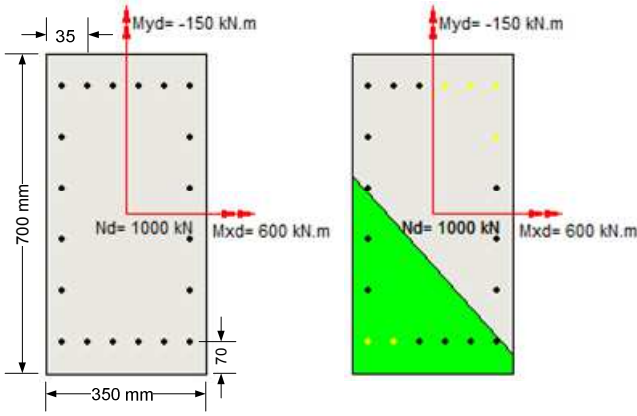 Myd= -150 kN.m
35
700 mm
Nd= 1000 kN
Mxd= 600 kN.m
70
350 mm
Myd= -150 kN.m
Nd= 1000 kN
Mxd= 600 kN.m